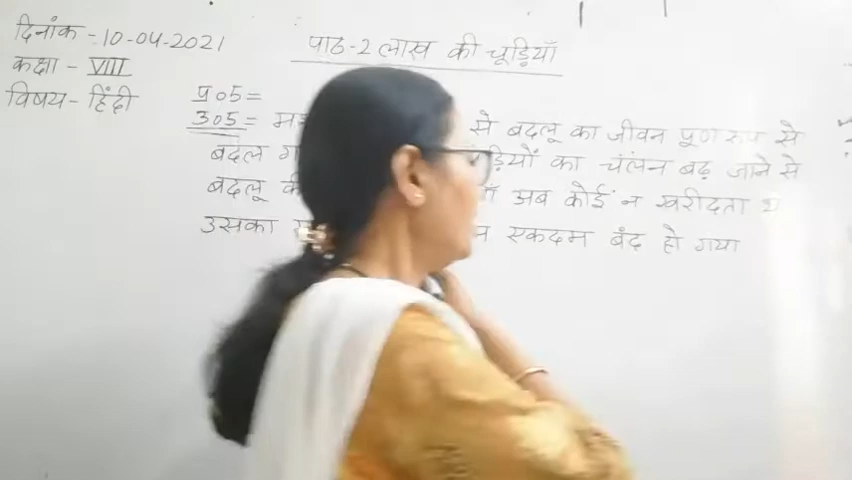 दिनांक -10-04-2021
पाठ-2 लाख की चूड़ियाँ
कक्षा - VIII
विषय- हिंदी
प्र०5=
उ०5= से बदलू का जीवन पूण रुप से
बदल का चलन बढ़ जाने से
बदलू अब कोई न खरीदता
उसका एकदम बंद हो गया